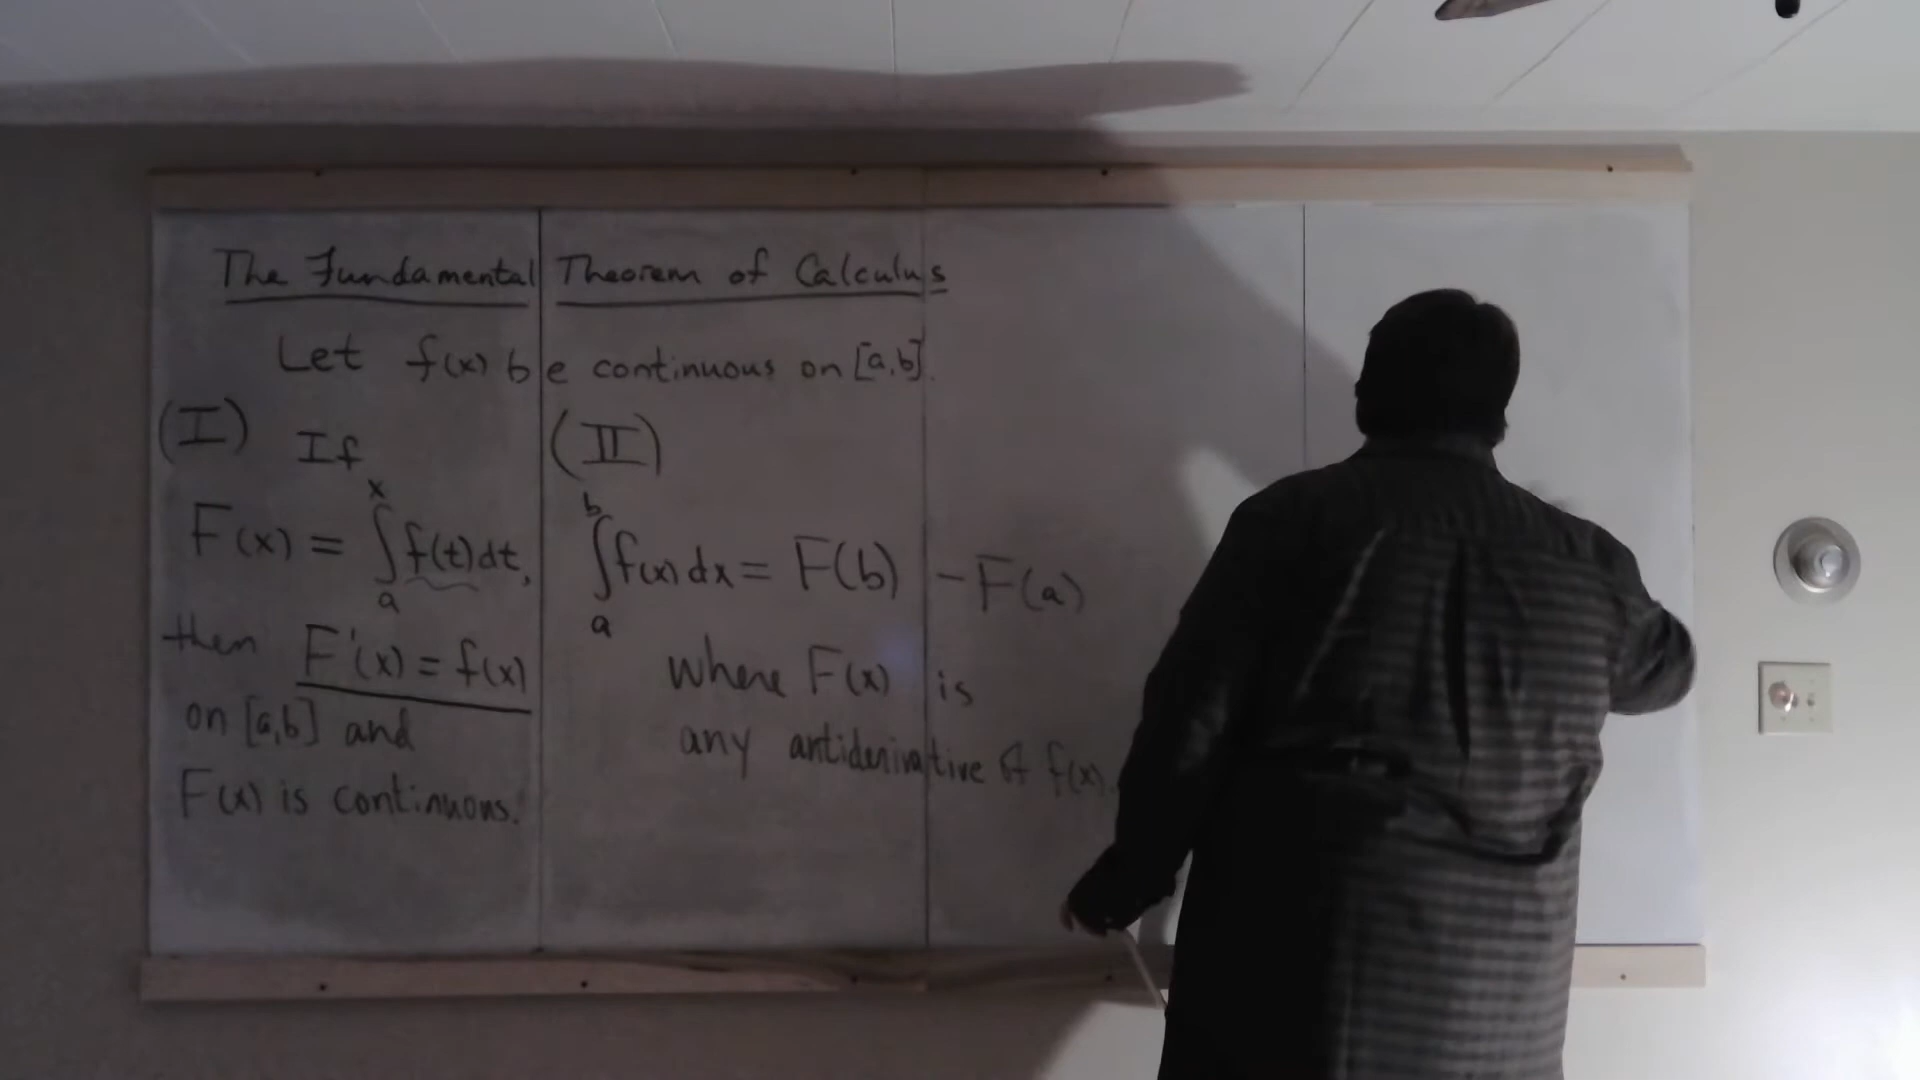 The Fundamental Theorem of Calculus
Let f(x) be continuous on [a,b].
(I) If
F(x) = ∫ₐˣ f(t)dt,
then F'(x) = f(x)
on [a,b] and
F(x) is continuous.
(II)
∫ₐᵇ f(x) dx = F(b) - F(a)
where F(x) is
any antiderivative of f(x).